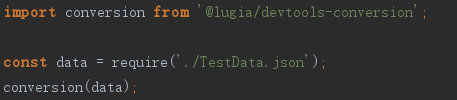 import conversion from '@lugia/devtools-conversion';
const data = require('./TestData.json');
conversion(data);